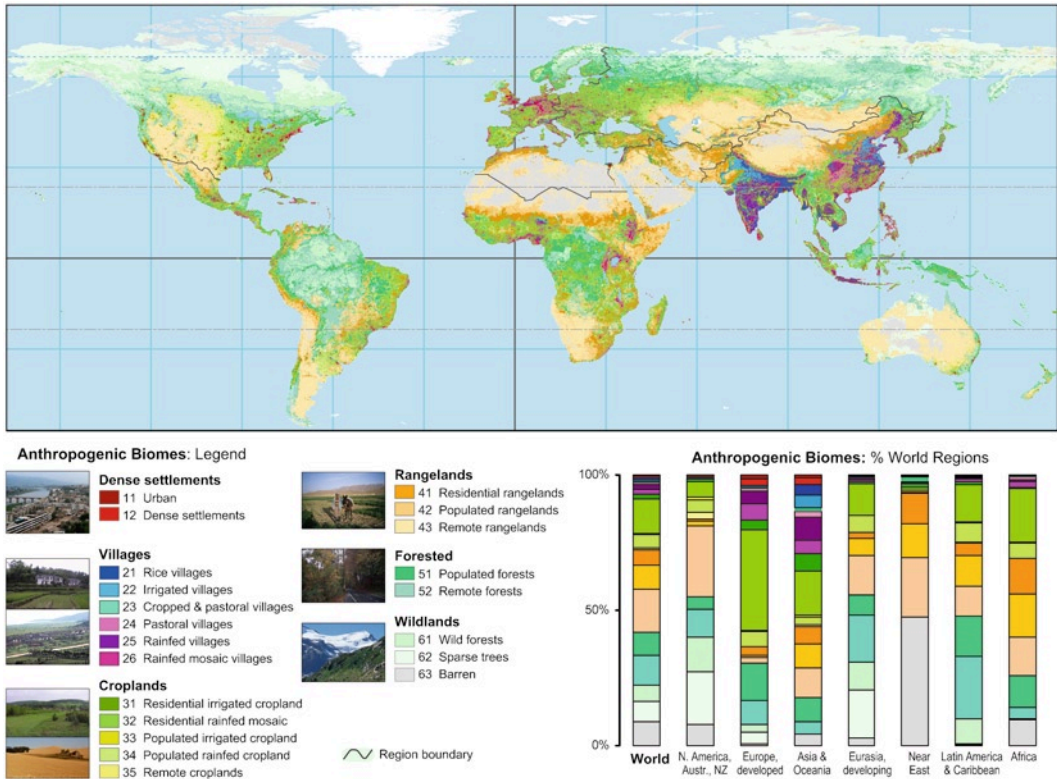 Anthropogenic Biomes: Legend
Dense settlements
11 Urban
12 Dense settlements
Villages
21 Rice villages
22 Irrigated villages
23 Cropped & pastoral villages
24 Pastoral villages
25 Rainfed villages
26 Rainfed mosaic villages
Croplands
31 Residential irrigated cropland
32 Residential rainfed mosaic
33 Populated irrigated cropland
34 Populated rainfed cropland
35 Remote croplands
Rangelands
41 Residential rangelands
42 Populated rangelands
43 Remote rangelands
Forested
51 Populated forests
52 Remote forests
Wildlands
61 Wild forests
62 Sparse trees
63 Barren
Region boundary
Anthropogenic Biomes: % World Regions
100%
50%
0%
World
N. America,
Austr., NZ
Europe,
developed
Asia &
Oceania
Eurasia,
developing
Near
East
Latin America
& Caribbean
Africa